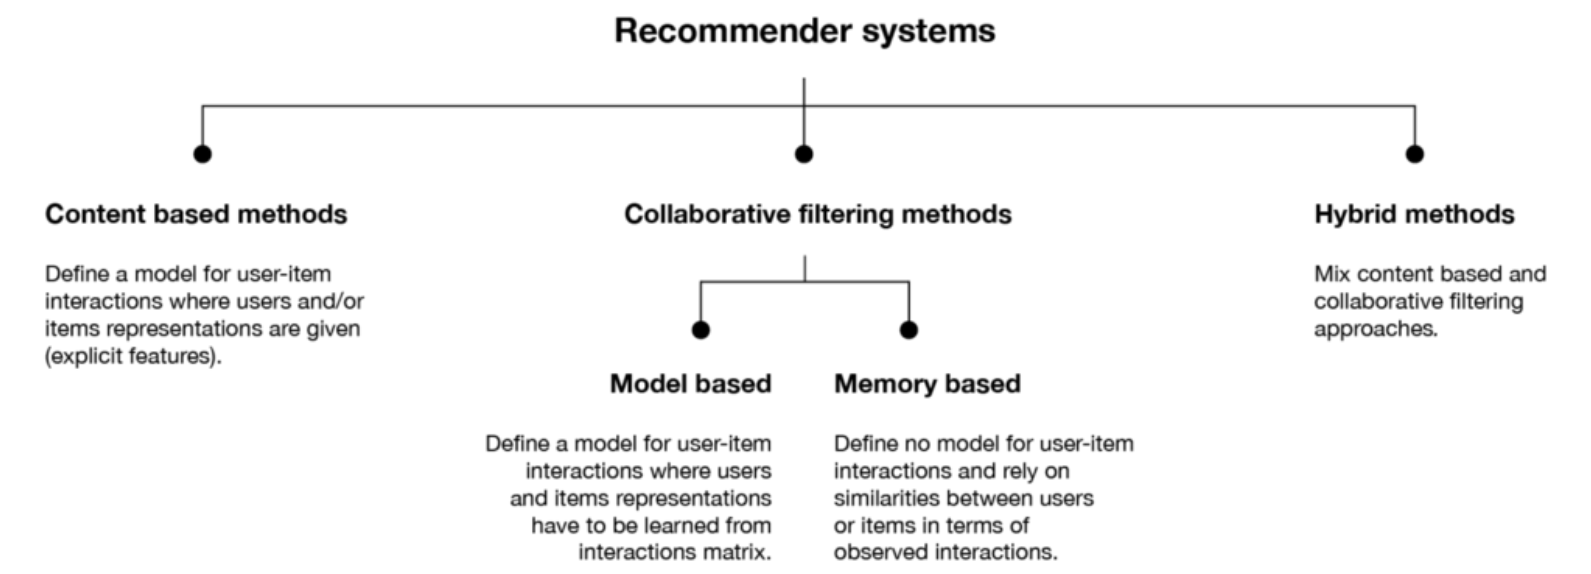 Recommender systems
Content based methods
Define a model for user-item
interactions where users and/or
items representations are given
(explicit features).
Collaborative filtering methods
Model based
Define a model for user-item
interactions where users
and items representations
have to be learned from
interactions matrix.
Memory based
Define no model for user-item
interactions and rely on
similarities between users
or items in terms of
observed interactions.
Hybrid methods
Mix content based and
collaborative filtering
approaches.